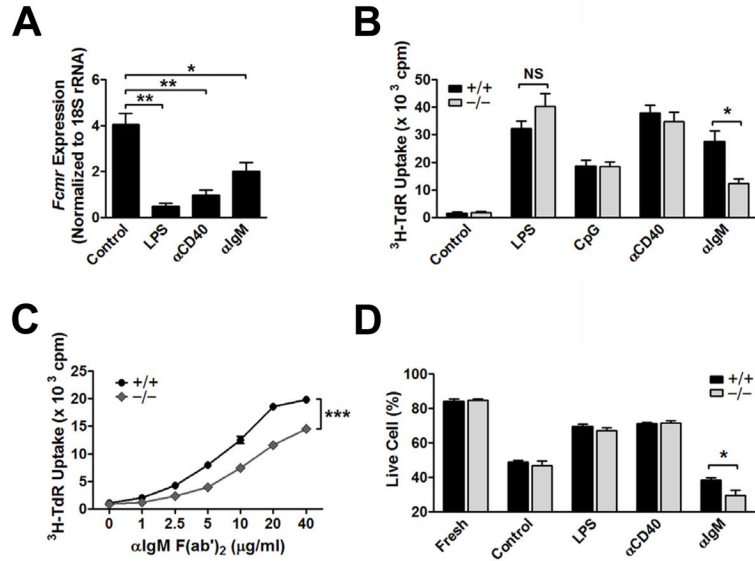 A
Fcmr Expression
(Normalized to 18S rRNA)
6
4
2
0
*
**
**
Control
LPS
αCD40
αIgM
B
³H-TdR Uptake (x 10 ³ cpm)
50
40
30
20
10
0
+/+
−/−
NS
*
Control
LPS
CpG
αCD40
αIgM
C
³H-TdR Uptake (x 10 ³ cpm)
25
20
15
10
5
0
+/+
−/−
***
0 1 2.5 5 10 20 40
αIgM F(ab')₂ (μg/ml)
D
Live Cell (%)
100
80
60
40
20
+/+
−/−
*
Fresh
Control
LPS
αCD40
αIgM